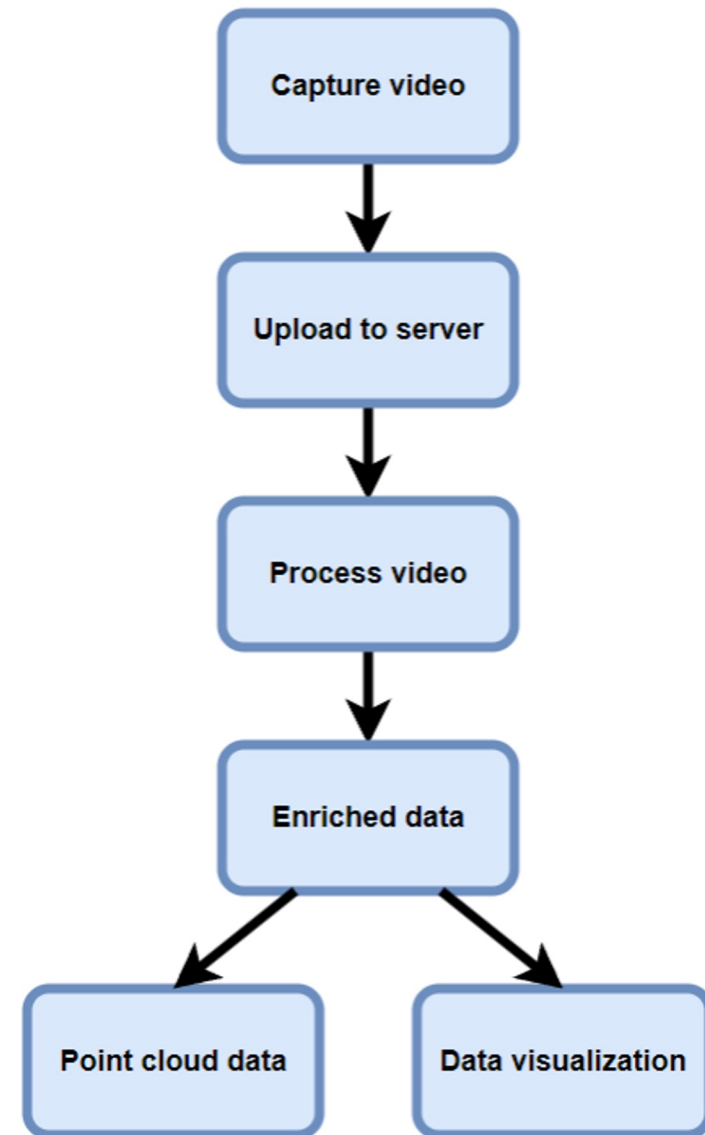 Capture video
Upload to server
Process video
Enriched data
Point cloud data
Data visualization